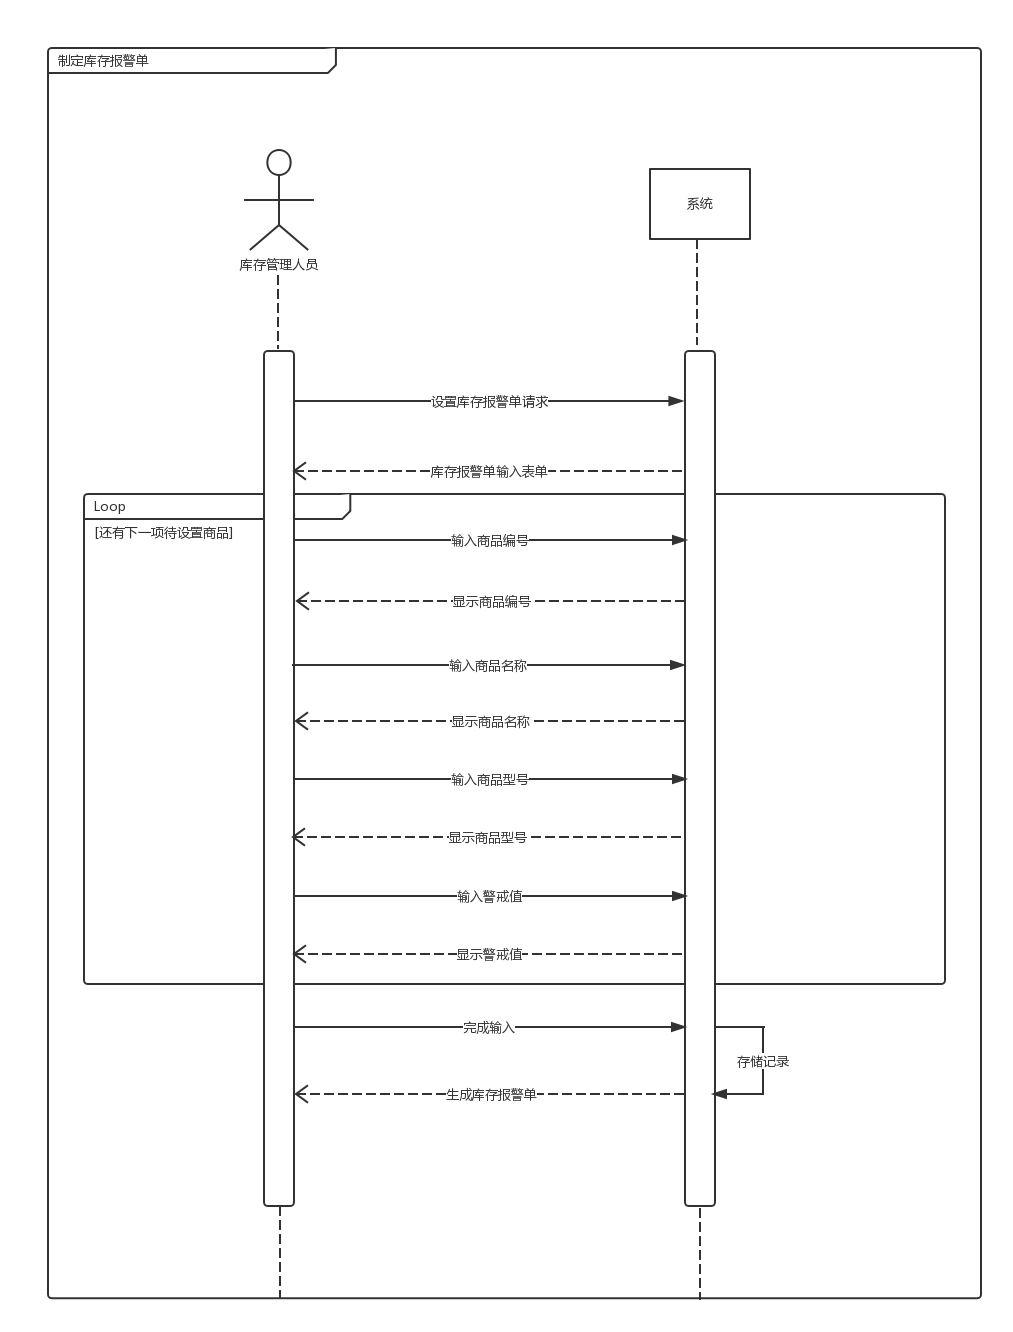 制定库存报警单
系统
库存管理人员
设置库存报警单请求
库存报警单输入表单
Loop
[还有下一项待设置商品]
输入商品编号
显示商品编号
输入商品名称
显示商品名称
输入商品型号
显示商品型号
输入警戒值
显示警戒值
完成输入
存储记录
生成库存报警单